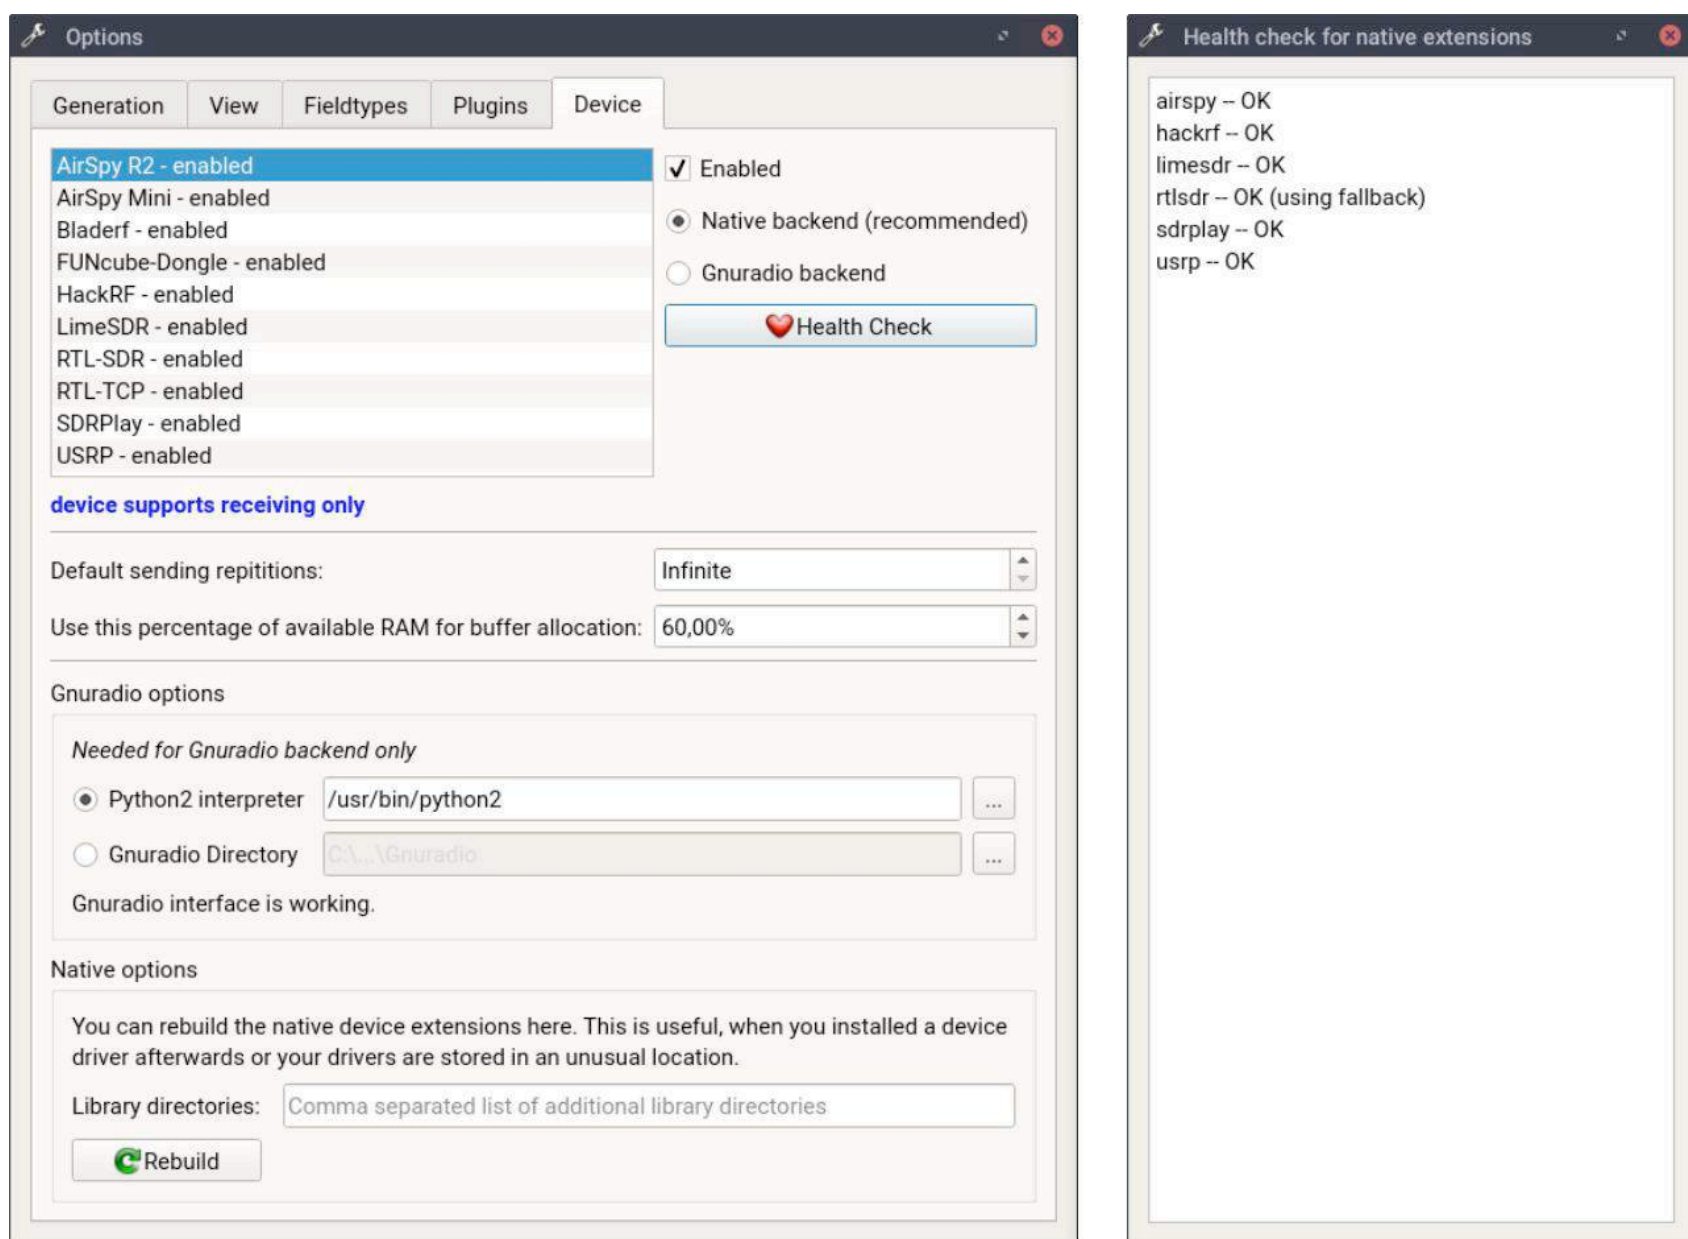 Options
Generation View Fieldtypes Plugins Device
AirSpy R2 - enabled
AirSpy Mini - enabled
Bladerf - enabled
FUNcube-Dongle - enabled
HackRF - enabled
LimeSDR - enabled
RTL-SDR - enabled
RTL-TCP - enabled
SDRPlay - enabled
USRP - enabled
Enabled
Native backend (recommended)
Gnuradio backend
Health Check
device supports receiving only
Default sending repititions: Infinite
Use this percentage of available RAM for buffer allocation: 60,00%
Gnuradio options
Needed for Gnuradio backend only
Python2 interpreter /usr/bin/python2 ...
Gnuradio Directory C:\...\Gnuradio ...
Gnuradio interface is working.
Native options
You can rebuild the native device extensions here. This is useful, when you installed a device
driver afterwards or your drivers are stored in an unusual location.
Library directories: Comma separated list of additional library directories
Rebuild
Health check for native extensions
airspy -- OK
hackrf -- OK
limesdr -- OK
rtlsdr -- OK (using fallback)
sdrplay -- OK
usrp -- OK